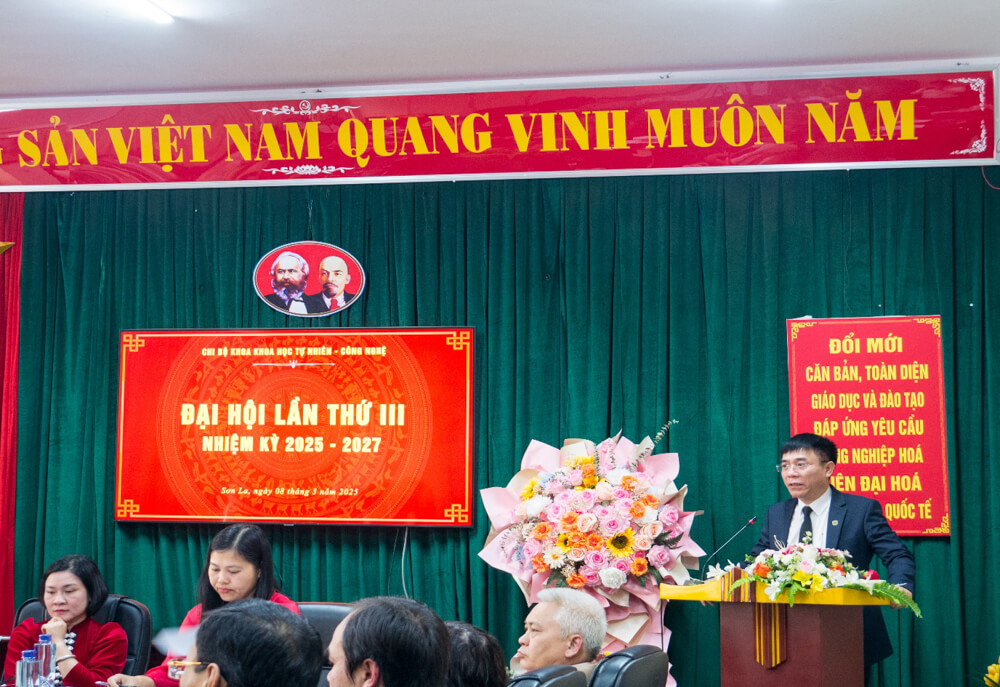 SẢN VIỆT NAM QUANG VINH MUÔN NĂM
CHI BỘ KHOA KHOA HỌC TỰ NHIÊN - CÔNG NGHỆ
ĐẠI HỘI LẦN THỨ III
NHIỆM KỲ 2025 - 2027
Sơn La, ngày 08 tháng 3 năm 2025
ĐỔI MỚI
CĂN BẢN, TOÀN DIỆN
GIÁO DỤC VÀ ĐÀO TẠO
ĐÁP ỨNG YÊU CẦU
NGHIỆP HOÁ
ĐẠI HOÁ
QUỐC TẾ